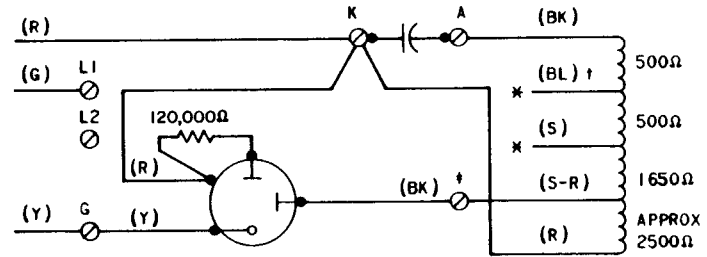 (R) K A (BK)
500Ω
(G) L1 (BL) †
*
L2 120,000Ω 500Ω
(S)
*
(R)
(BK) ‡ (S-R) 1650Ω
(Y) G (Y) APPROX
(R) 2500Ω